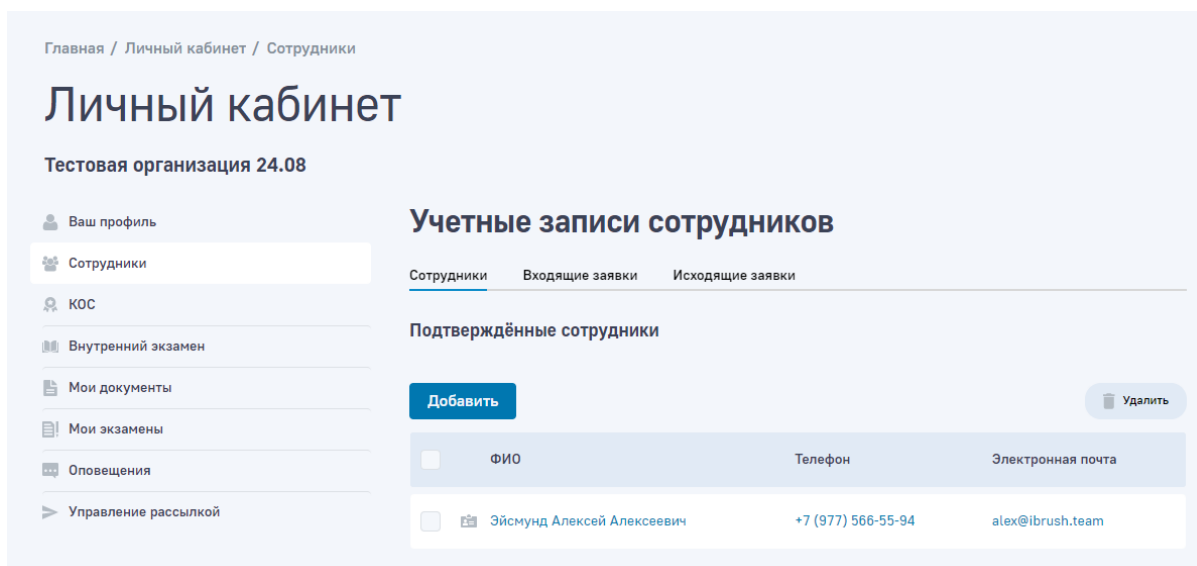 Главная / Личный кабинет / Сотрудники
Личный кабинет
Тестовая организация 24.08
Ваш профиль
Сотрудники
КОС
Внутренний экзамен
Мои документы
Мои экзамены
Оповещения
Управление рассылкой
Учетные записи сотрудников
Сотрудники Входящие заявки Исходящие заявки
Подтверждённые сотрудники
Добавить Удалить
ФИО Телефон Электронная почта
Эйсмунд Алексей Алексеевич +7 (977) 566-55-94 alex@ibrush.team